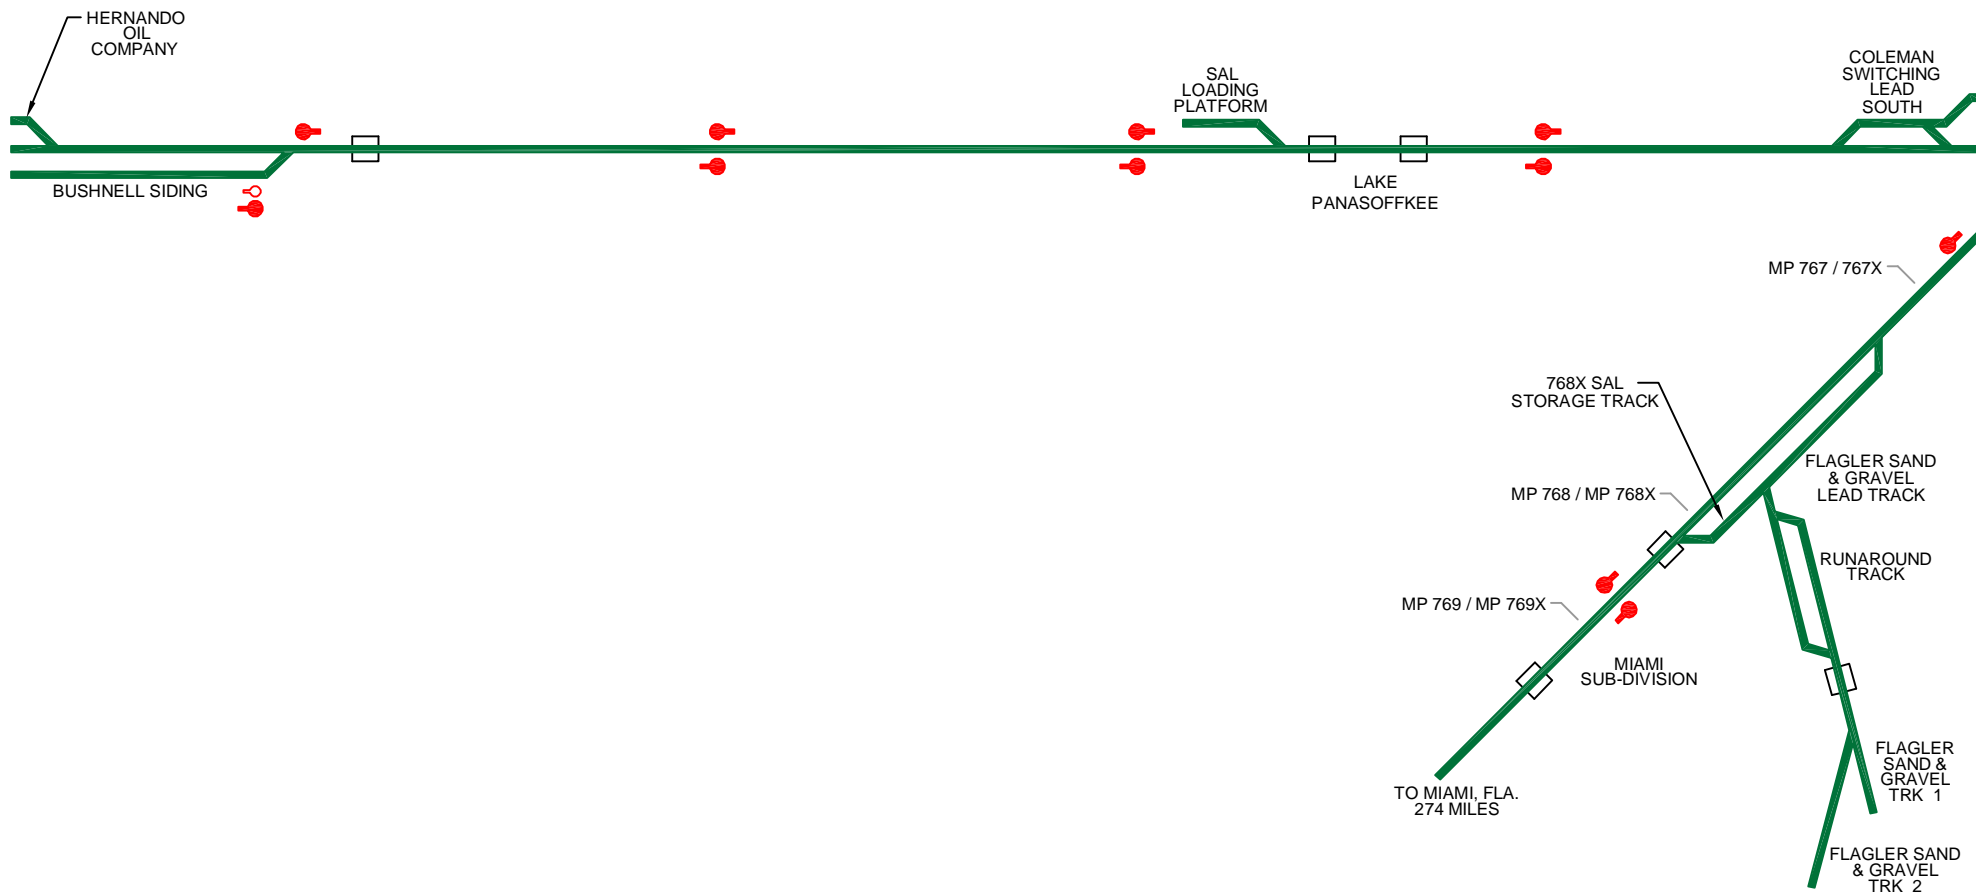 HERNANDO
OIL
COMPANY
SAL
LOADING
PLATFORM
COLEMAN
SWITCHING
LEAD
SOUTH
BUSHNELL SIDING
LAKE
PANASOFFKEE
MP 767 / 767X
768X SAL
STORAGE TRACK
FLAGLER SAND
& GRAVEL
LEAD TRACK
MP 768 / MP 768X
RUNAROUND
TRACK
MP 769 / MP 769X
MIAMI
SUB-DIVISION
TO MIAMI, FLA.
274 MILES
FLAGLER
SAND &
GRAVEL
TRK 1
FLAGLER SAND
& GRAVEL
TRK 2